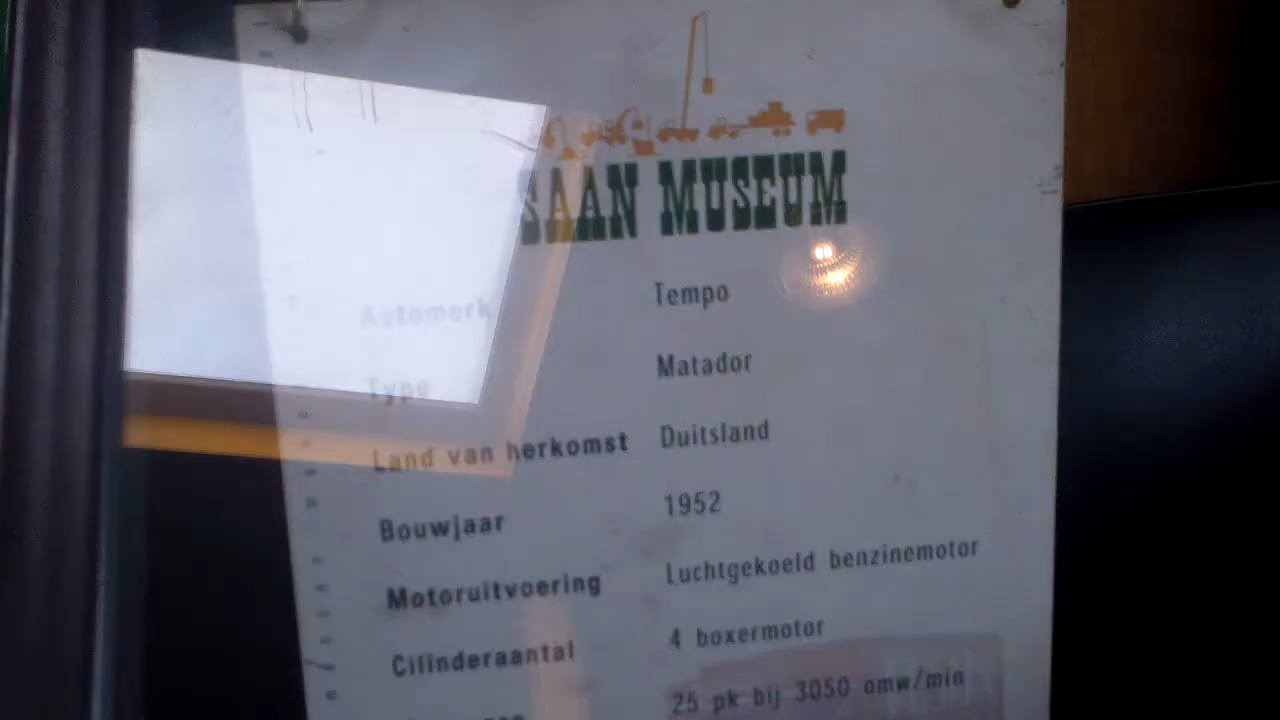 SAAN MUSEUM
Automerk Tempo
Type Matador
Land van herkomst Duitsland
Bouwjaar 1952
Motoruitvoering Luchtgekoeld benzinemotor
Cilinderaantal 4 boxermotor
25 pk bij 3050 omw/min